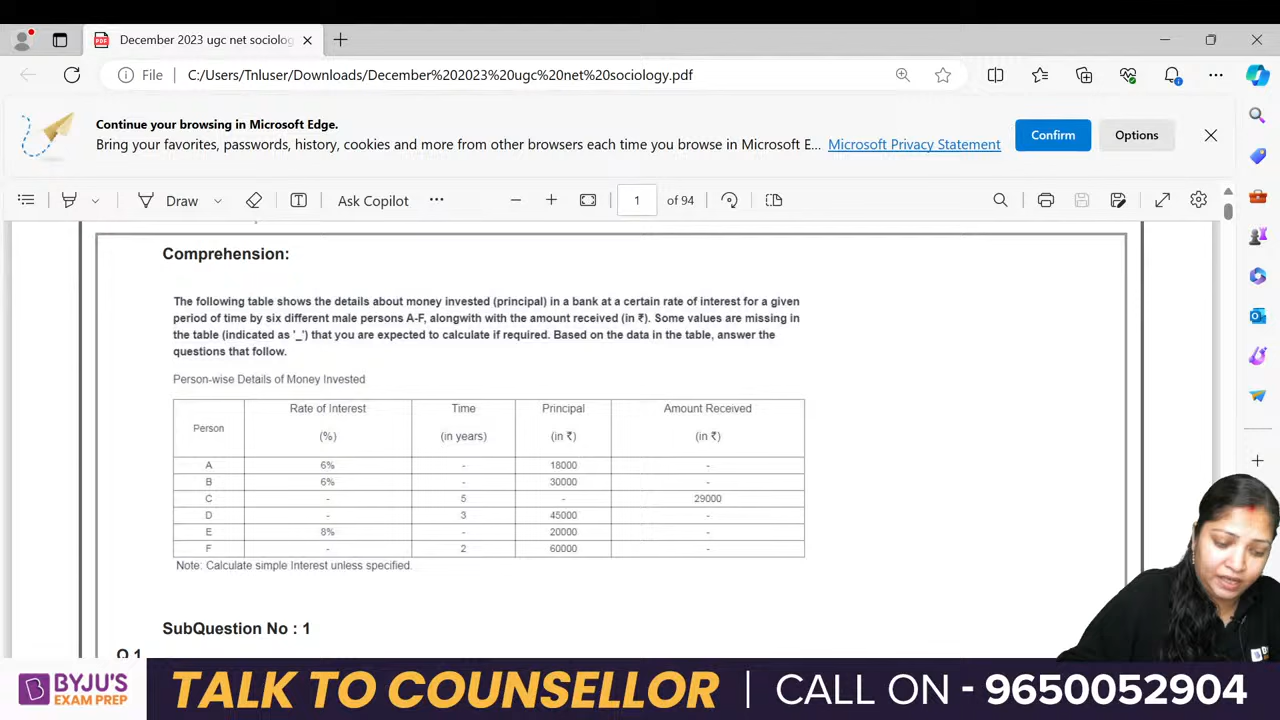 December 2023 ugc net sociolog
File C:/Users/Tnluser/Downloads/December%202023%20ugc%20net%20sociology.pdf
Continue your browsing in Microsoft Edge.
Bring your favorites, passwords, history, cookies and more from other browsers each time you browse in Microsoft E... Microsoft Privacy Statement
Confirm
Options
Draw
Ask Copilot
1 of 94
Comprehension:
The following table shows the details about money invested (principal) in a bank at a certain rate of interest for a given
period of time by six different male persons A-F, alongwith with the amount received (in ₹). Some values are missing in
the table (indicated as '_') that you are expected to calculate if required. Based on the data in the table, answer the
questions that follow.
Person-wise Details of Money Invested
Person Rate of Interest (%) Time (in years) Principal (in ₹) Amount Received (in ₹)
A 6% - 18000 -
B 6% - 30000 -
C - 5 - 29000
D - 3 45000 -
E 8% - 20000 -
F - 2 60000 -
Note: Calculate simple Interest unless specified.
SubQuestion No : 1
Q.1
BYJU'S
EXAM PREP
TALK TO COUNSELLOR | CALL ON - 9650052904